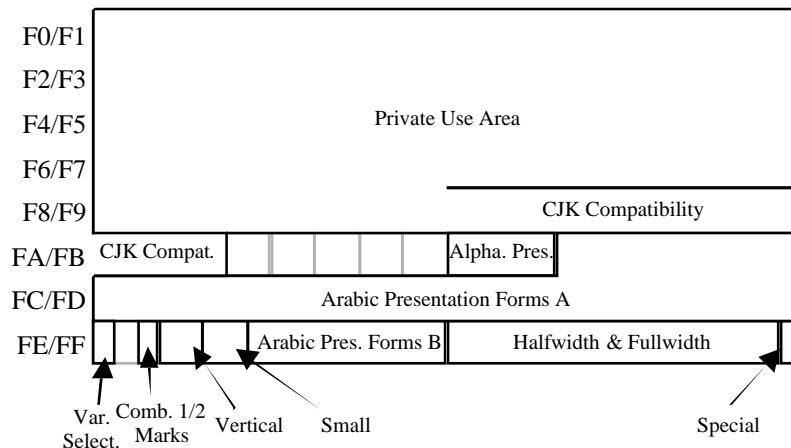 F0/F1
F2/F3
F4/F5
Private Use Area
F6/F7
F8/F9
CJK Compatibility
FA/FB
CJK Compat.
Alpha. Pres.
FC/FD
Arabic Presentation Forms A
FE/FF
Arabic Pres. Forms B
Halfwidth & Fullwidth
Var.
Select.
Comb. 1/2
Marks
Vertical
Small
Special